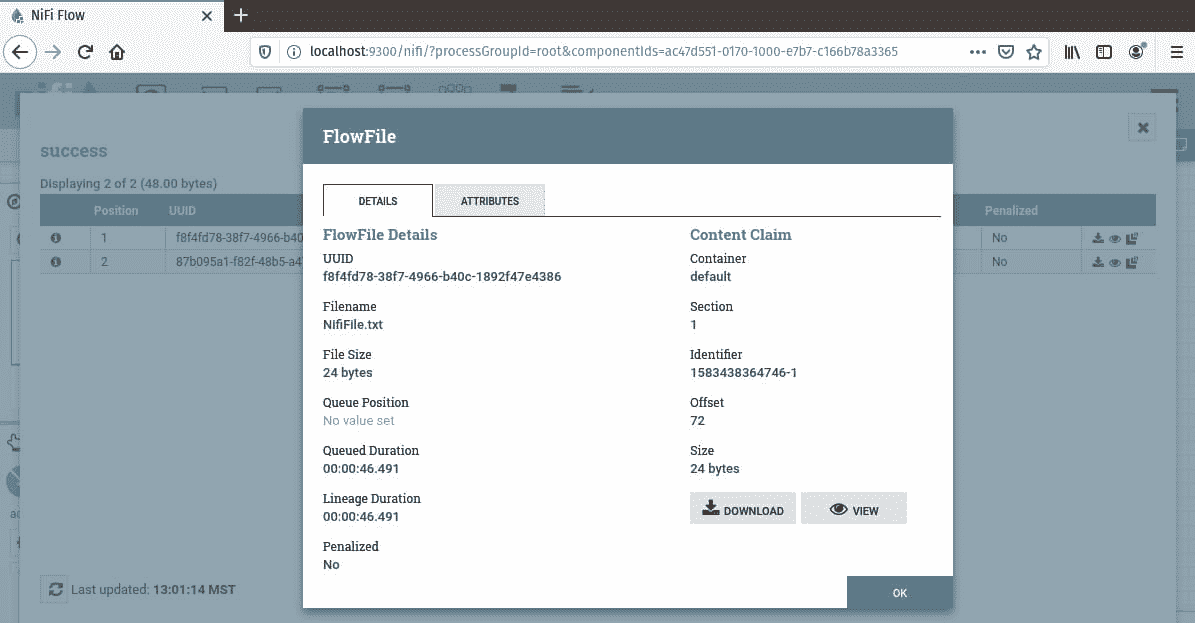 NiFi Flow
localhost:9300/nifi/?processGroupId=root&componentIds=ac47d551-0170-1000-e7b7-c166b78a3365
FlowFile
success
Displaying 2 of 2 (48.00 bytes)
Position UUID Penalized
1 f8f4fd78-38f7-4966-b40 No
2 87b095a1-f82f-48b5-a4 No
DETAILS ATTRIBUTES
FlowFile Details
UUID
f8f4fd78-38f7-4966-b40c-1892f47e4386
Filename
NifiFile.txt
File Size
24 bytes
Queue Position
No value set
Queued Duration
00:00:46.491
Lineage Duration
00:00:46.491
Penalized
No
Content Claim
Container
default
Section
1
Identifier
1583438364746-1
Offset
72
Size
24 bytes
DOWNLOAD VIEW
OK
Last updated: 13:01:14 MST